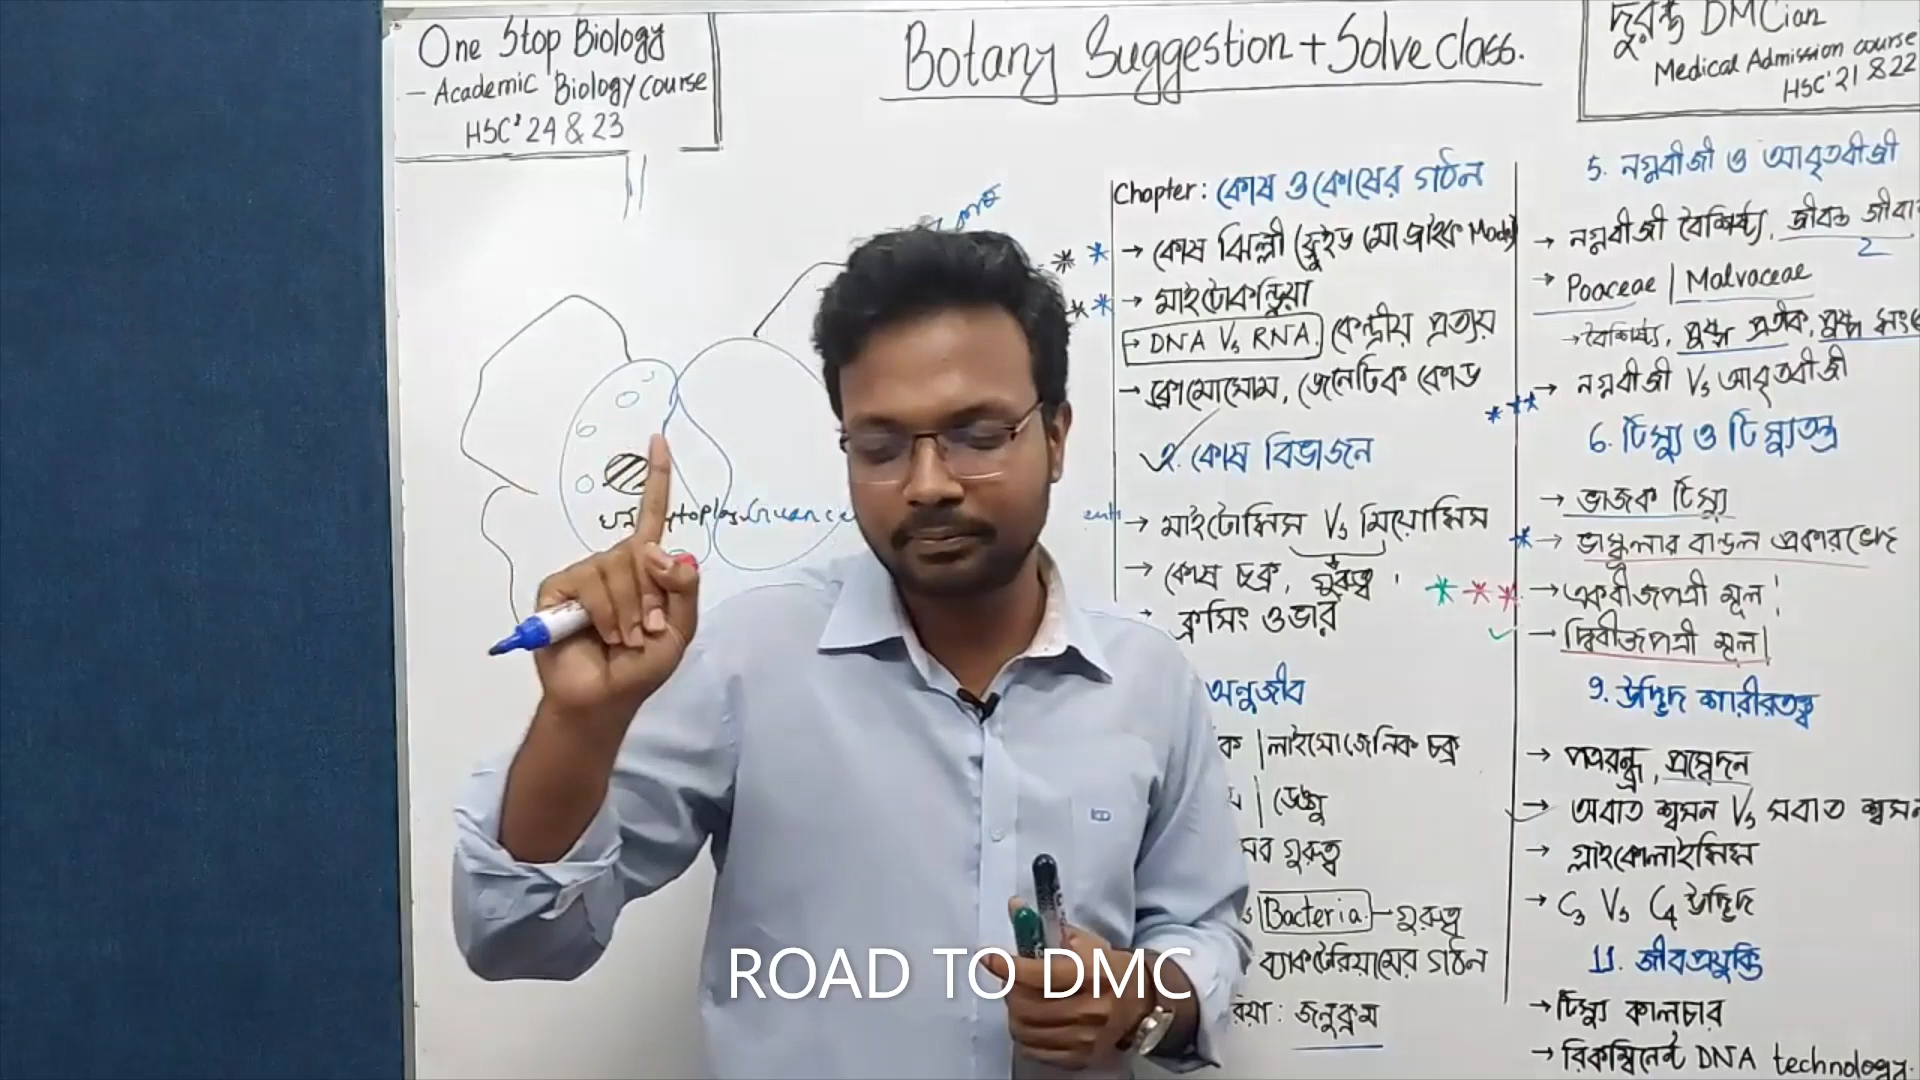 One Stop Biology
- Academic Biology course
HSC' 24 & 23
Botany Suggestion + Solve class.
দুরন্ত DMCian
Medical Admission course
HSC' 21 & 22
Chapter: কোষ ও কোষের গঠন
** → কোষ ঝিল্লী (ফ্লুইড মোজাইক Model)
** → মাইটোকন্ড্রিয়া
→ DNA Vs RNA. কেন্দ্রীয় প্রত্যয়
→ ক্রোমোসোম, জেনেটিক কোড
২. কোষ বিভাজন
→ মাইটোসিস Vs মিয়োসিস
→ কোষ চক্র, গুরুত্ব
ক্রসিং ওভার
অনুজীব
ক | লাইসোজেনিক চক্র
| ডেঙ্গু
সর গুরুত্ব
Bacteria - গুরুত্ব
ব্যাকটেরিয়ামের গঠন
রিয়া : জনুক্রম
5. নগ্নবীজী ও আবৃতবীজী
→ নগ্নবীজী বৈশিষ্ট্য, জীবন্ত জীবা
2
→ Poaceae | Malvaceae
→ বৈশিষ্ট্য, পুষ্প প্রতীক, পুষ্প সংকে
*** → নগ্নবীজী Vs আবৃতবীজী
6. টিস্যু ও টিস্যুতন্ত্র
→ ভাজক টিস্যু
* → ভাস্কুলার বান্ডল প্রকারভেদ
*** → একবীজপত্রী মূল
→ দ্বিবীজপত্রী মূল
9. উদ্ভিদ শারীরতত্ত্ব
→ পত্ররন্ধ্র, প্রস্বেদন
→ অবাত শ্বসন Vs সবাত শ্বসন
→ গ্লাইকোলাইসিস
→ C3 Vs C4 উদ্ভিদ
11. জীবপ্রযুক্তি
→ টিস্যু কালচার
→ রিকম্বিনেন্ট DNA technology.
ROAD TO DMC